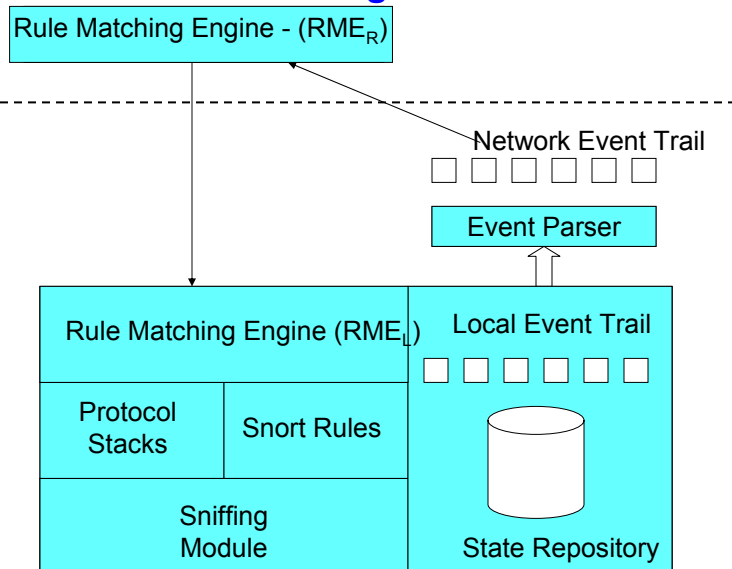 Rule Matching Engine - (RME_R)
Network Event Trail
Event Parser
Rule Matching Engine (RME_L)
Local Event Trail
Protocol
Stacks
Snort Rules
Sniffing
Module
State Repository